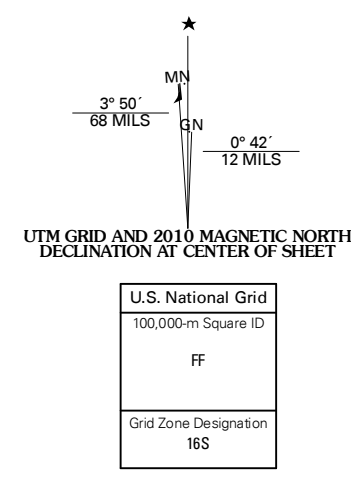 ★
MN
3° 50´
68 MILS
GN
0° 42´
12 MILS
UTM GRID AND 2010 MAGNETIC NORTH
DECLINATION AT CENTER OF SHEET
U.S. National Grid
100,000-m Square ID
FF
Grid Zone Designation
16S